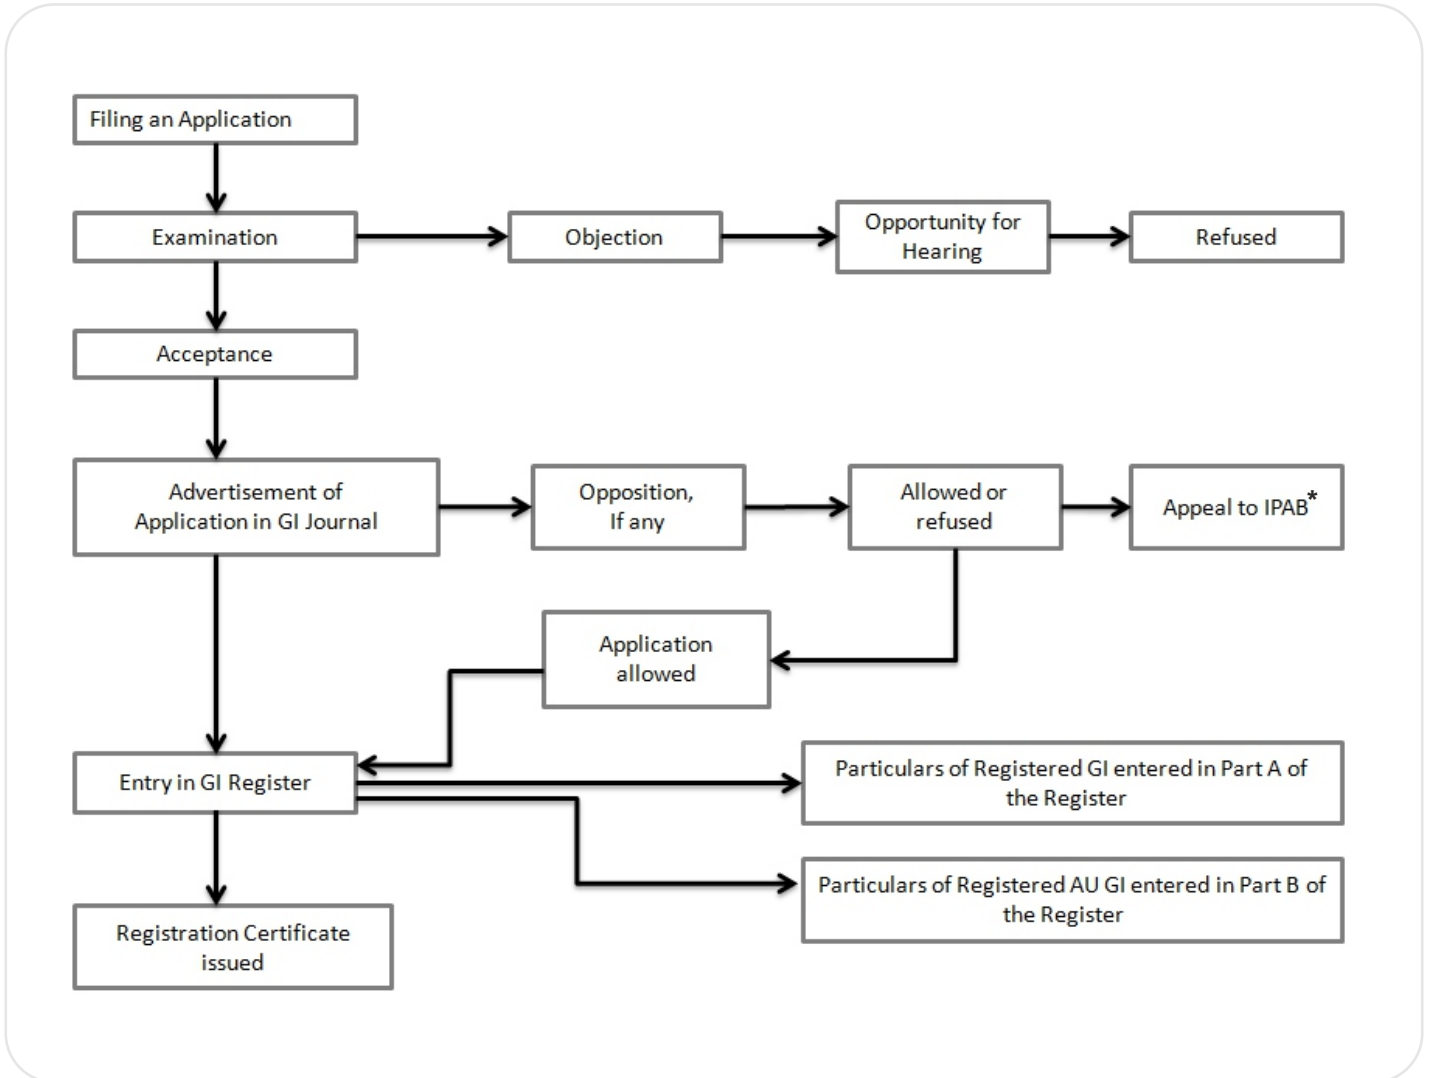 Filing an Application
Examination
Objection
Opportunity for
Hearing
Refused
Acceptance
Advertisement of
Application in GI Journal
Opposition,
If any
Allowed or
refused
Appeal to IPAB*
Application
allowed
Entry in GI Register
Particulars of Registered GI entered in Part A of
the Register
Particulars of Registered AU GI entered in Part B of
the Register
Registration Certificate
issued